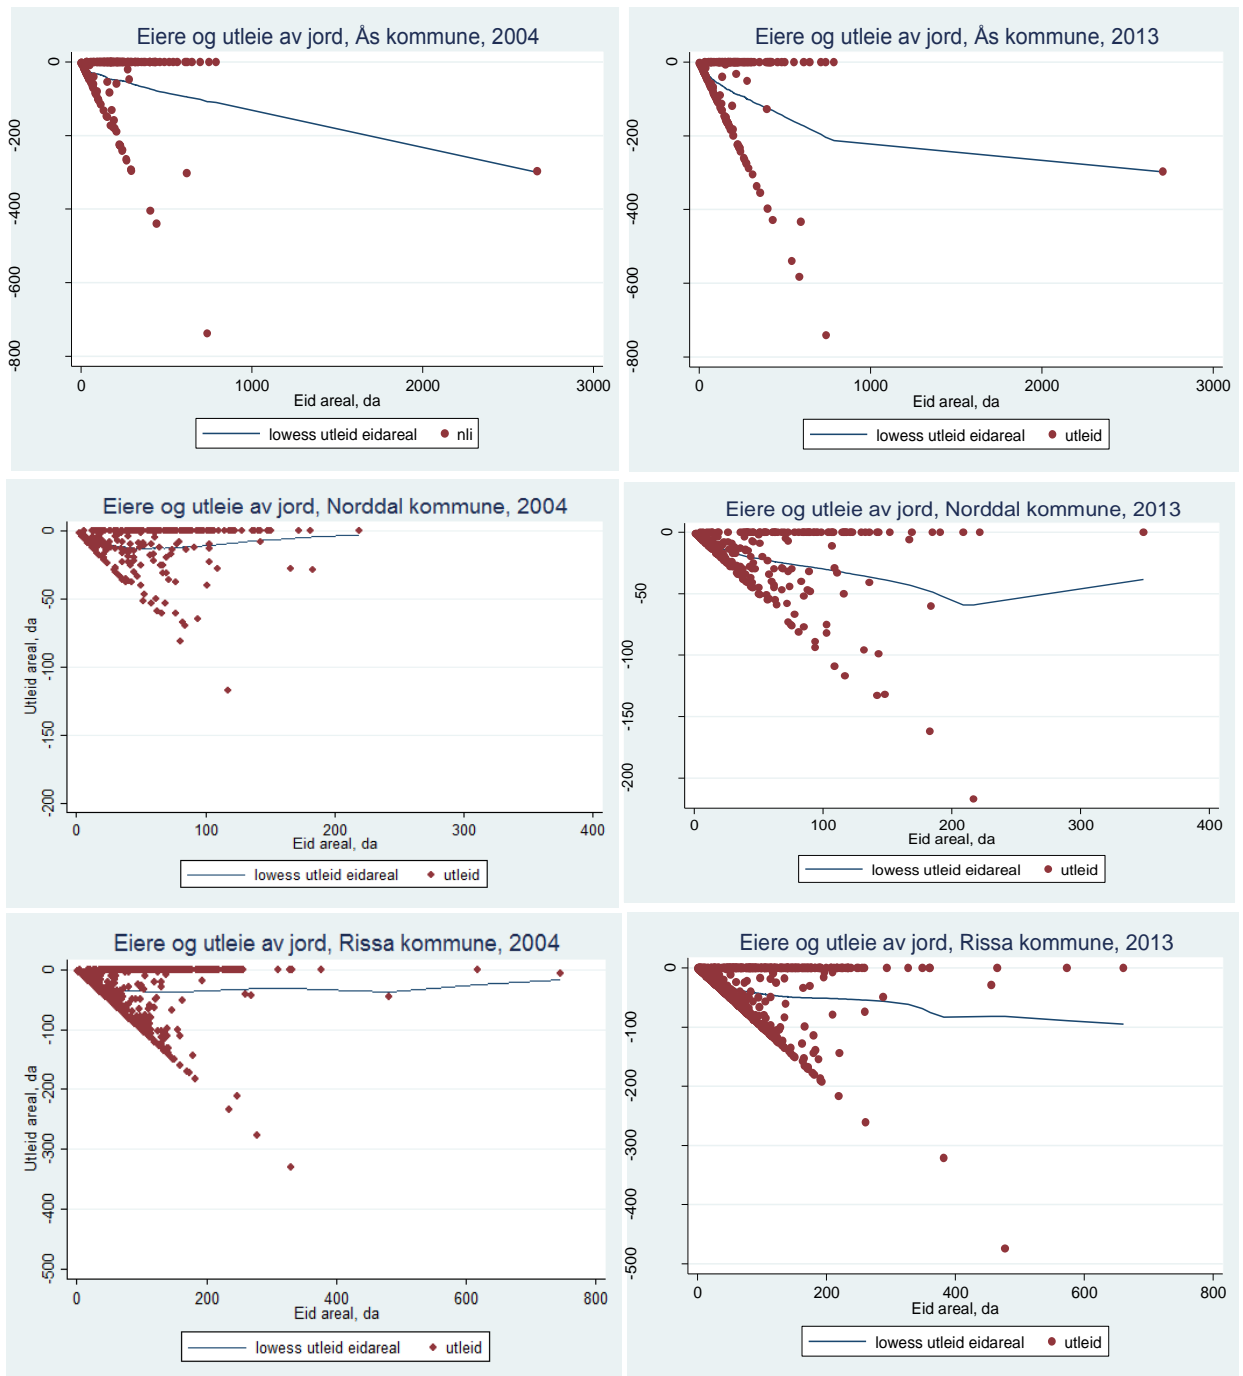 Eiere og utleie av jord, Ås kommune, 2004
0
-200
-400
-600
-800
0 1000 2000 3000
Eid areal, da
lowess utleid eidareal nli
Eiere og utleie av jord, Ås kommune, 2013
0
-200
-400
-600
-800
0 1000 2000 3000
Eid areal, da
lowess utleid eidareal utleid
Eiere og utleie av jord, Norddal kommune, 2004
Utleid areal, da
0
-50
-100
-150
-200
0 100 200 300 400
Eid areal, da
lowess utleid eidareal utleid
Eiere og utleie av jord, Norddal kommune, 2013
0
-50
-100
-150
-200
0 100 200 300 400
Eid areal, da
lowess utleid eidareal utleid
Eiere og utleie av jord, Rissa kommune, 2004
Utleid areal, da
0
-100
-200
-300
-400
-500
0 200 400 600 800
Eid areal, da
lowess utleid eidareal utleid
Eiere og utleie av jord, Rissa kommune, 2013
0
-100
-200
-300
-400
-500
0 200 400 600 800
Eid areal, da
lowess utleid eidareal utleid